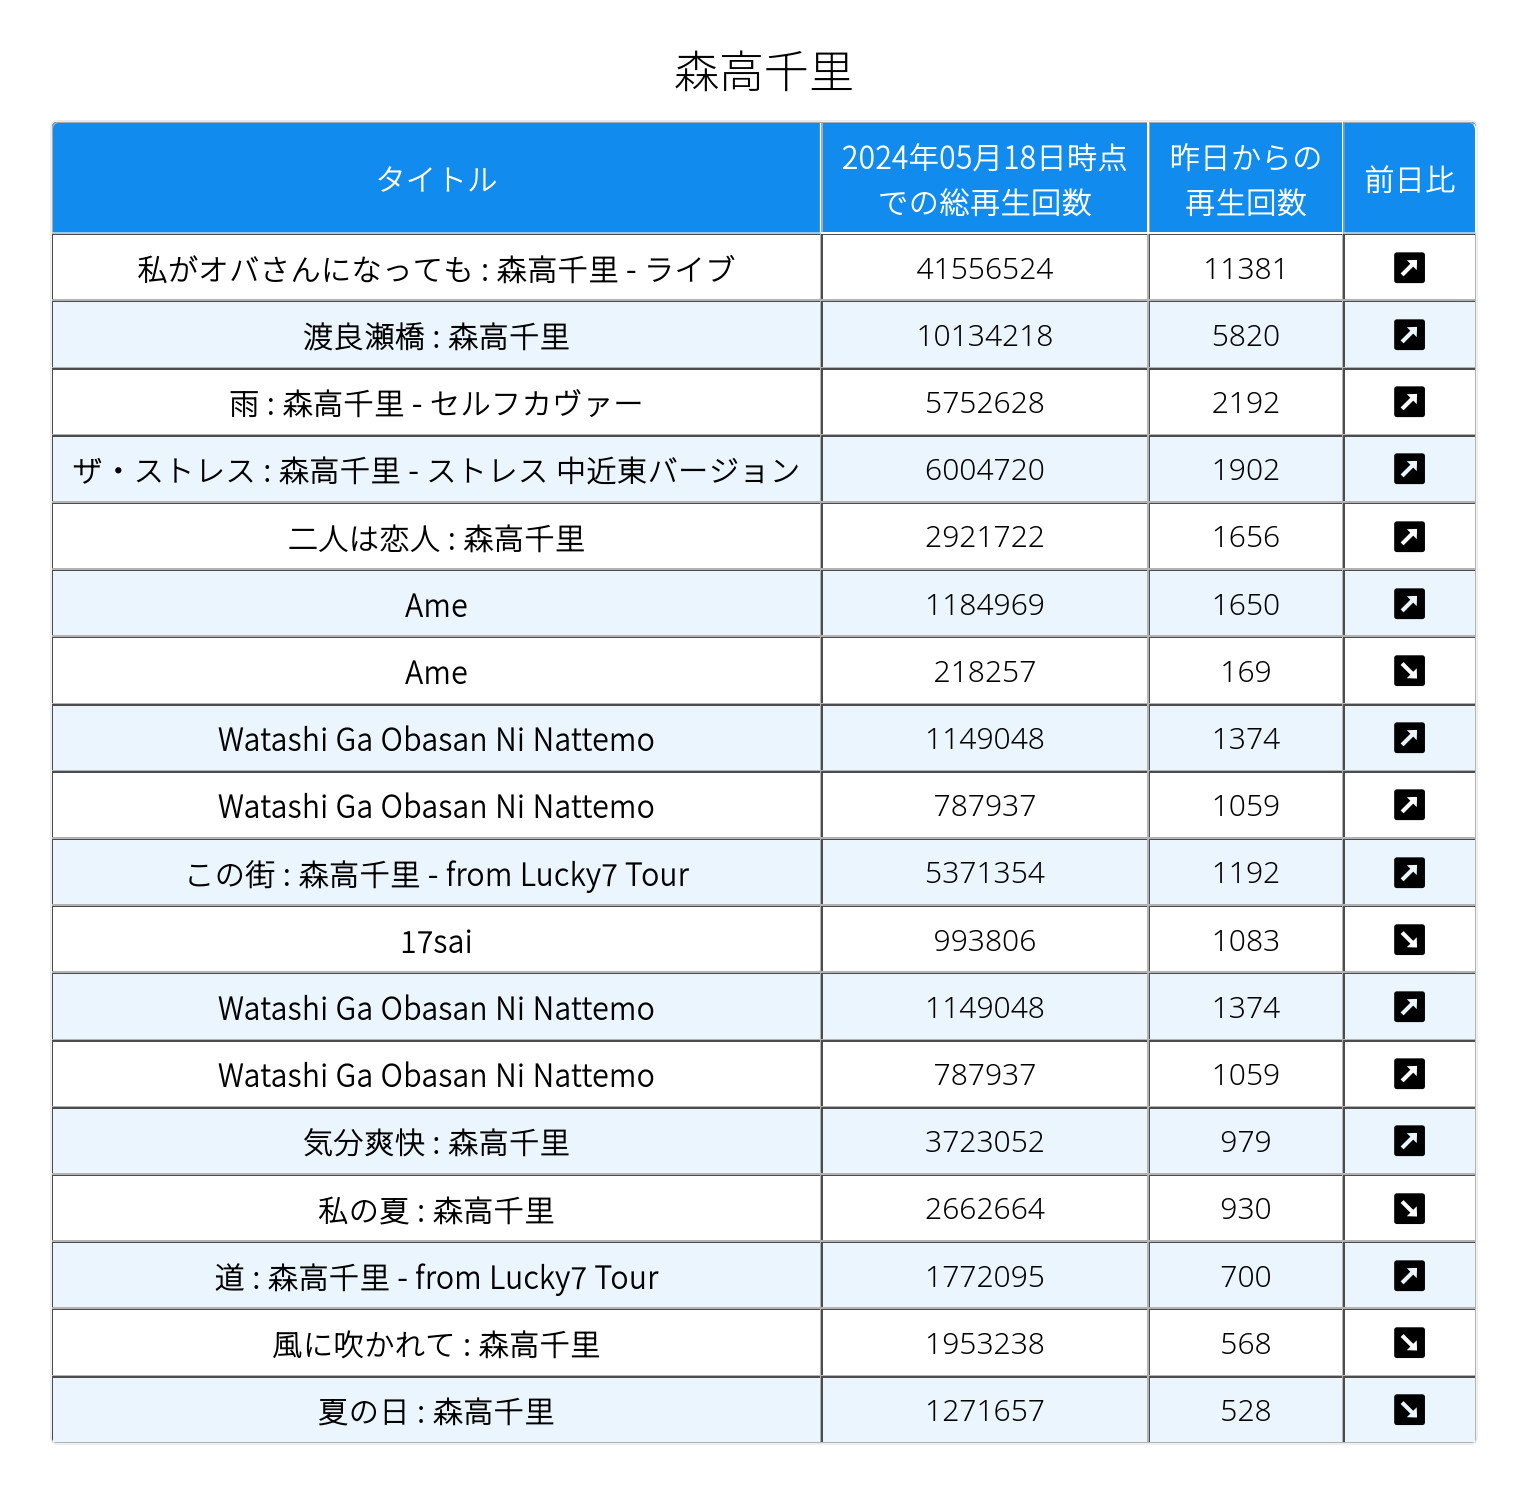 森高千里
タイトル 2024年05月18日時点 昨日からの 前日比
での総再生回数 再生回数
私がオバさんになっても : 森高千里 - ライブ 41556524 11381
渡良瀬橋 : 森高千里 10134218 5820
雨 : 森高千里 - セルフカヴァー 5752628 2192
ザ・ストレス : 森高千里 - ストレス 中近東バージョン 6004720 1902
二人は恋人 : 森高千里 2921722 1656
Ame 1184969 1650
Ame 218257 169
Watashi Ga Obasan Ni Nattemo 1149048 1374
Watashi Ga Obasan Ni Nattemo 787937 1059
この街 : 森高千里 - from Lucky7 Tour 5371354 1192
17sai 993806 1083
Watashi Ga Obasan Ni Nattemo 1149048 1374
Watashi Ga Obasan Ni Nattemo 787937 1059
気分爽快 : 森高千里 3723052 979
私の夏 : 森高千里 2662664 930
道 : 森高千里 - from Lucky7 Tour 1772095 700
風に吹かれて : 森高千里 1953238 568
夏の日 : 森高千里 1271657 528